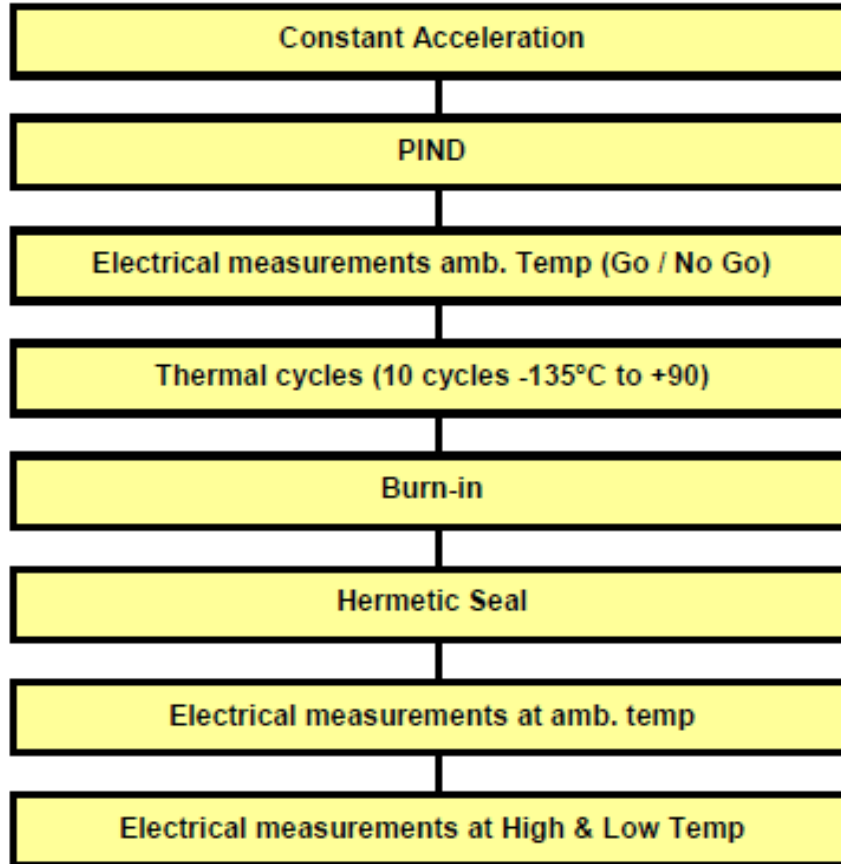 Constant Acceleration
PIND
Electrical measurements amb. Temp (Go / No Go)
Thermal cycles (10 cycles -135ºC to +90)
Burn-in
Hermetic Seal
Electrical measurements at amb. temp
Electrical measurements at High & Low Temp